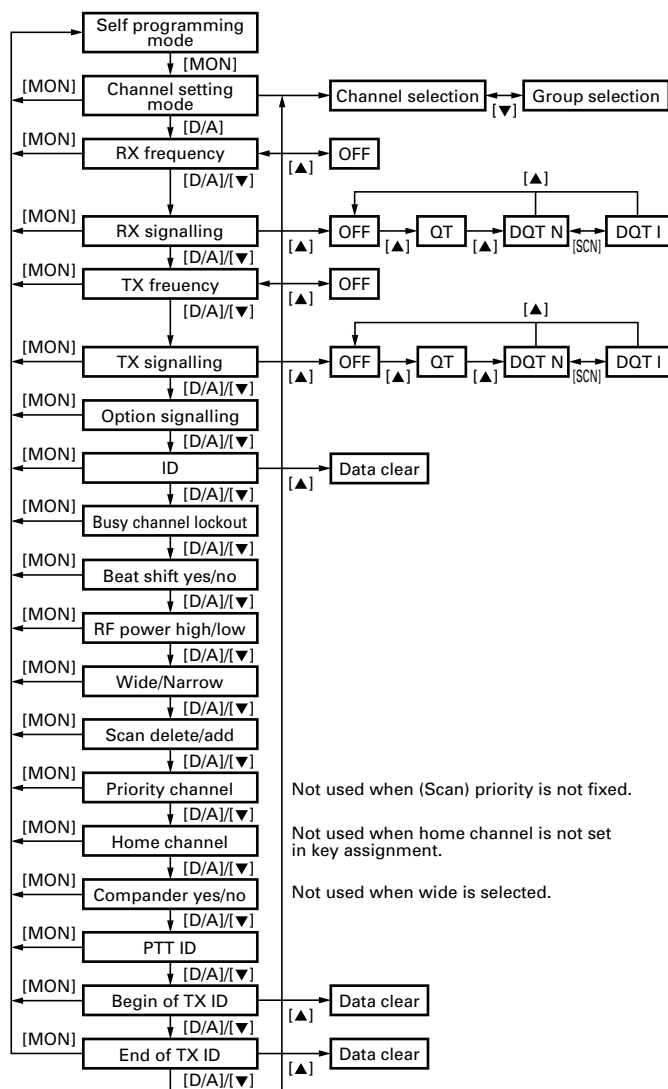 Self programming
mode
[MON]
[MON]
Channel setting
mode
Channel selection
[▼]
Group selection
[D/A]
[MON]
RX frequency
[▲]
OFF
[D/A]/[▼]
[▲]
[MON]
RX signalling
[▲]
OFF
[▲]
QT
[▲]
DQT N
[SCN]
DQT I
[D/A]/[▼]
[MON]
TX freuency
[▲]
OFF
[D/A]/[▼]
[▲]
[MON]
TX signalling
[▲]
OFF
[▲]
QT
[▲]
DQT N
[SCN]
DQT I
[D/A]/[▼]
[MON]
Option signalling
[D/A]/[▼]
[MON]
ID
[▲]
Data clear
[D/A]/[▼]
[MON]
Busy channel lockout
[D/A]/[▼]
[MON]
Beat shift yes/no
[D/A]/[▼]
[MON]
RF power high/low
[D/A]/[▼]
[MON]
Wide/Narrow
[D/A]/[▼]
[MON]
Scan delete/add
[D/A]/[▼]
[MON]
Priority channel
Not used when (Scan) priority is not fixed.
[D/A]/[▼]
[MON]
Home channel
Not used when home channel is not set
in key assignment.
[D/A]/[▼]
[MON]
Compander yes/no
Not used when wide is selected.
[D/A]/[▼]
[MON]
PTT ID
[D/A]/[▼]
[MON]
Begin of TX ID
[▲]
Data clear
[D/A]/[▼]
[MON]
End of TX ID
[▲]
Data clear
[D/A]/[▼]